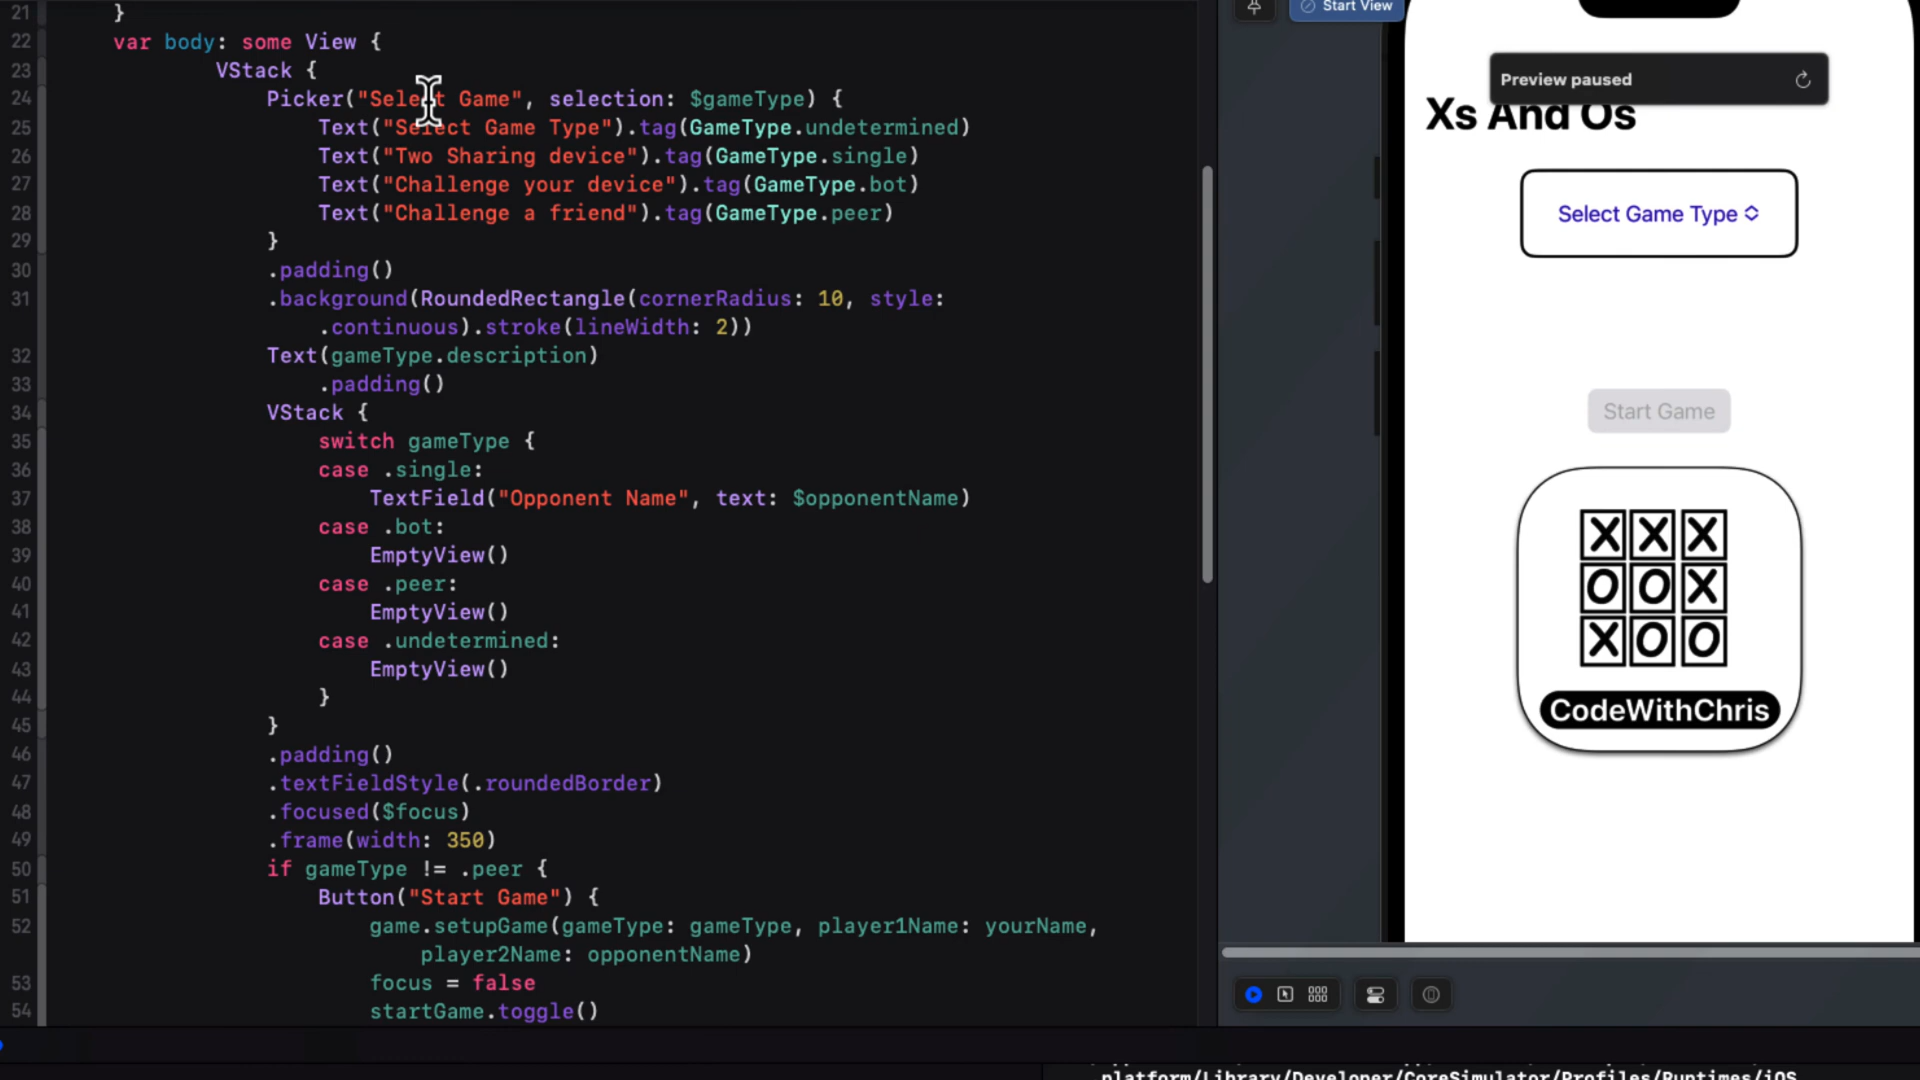 21 }
22 var body: some View {
23 VStack {
24 Picker("Select Game", selection: $gameType) {
25 Text("Select Game Type").tag(GameType.undetermined)
26 Text("Two Sharing device").tag(GameType.single)
27 Text("Challenge your device").tag(GameType.bot)
28 Text("Challenge a friend").tag(GameType.peer)
29 }
30 .padding()
31 .background(RoundedRectangle(cornerRadius: 10, style:
.continuous).stroke(lineWidth: 2))
32 Text(gameType.description)
33 .padding()
34 VStack {
35 switch gameType {
36 case .single:
37 TextField("Opponent Name", text: $opponentName)
38 case .bot:
39 EmptyView()
40 case .peer:
41 EmptyView()
42 case .undetermined:
43 EmptyView()
44 }
45 }
46 .padding()
47 .textFieldStyle(.roundedBorder)
48 .focused($focus)
49 .frame(width: 350)
50 if gameType != .peer {
51 Button("Start Game") {
52 game.setupGame(gameType: gameType, player1Name: yourName,
player2Name: opponentName)
53 focus = false
54 startGame.toggle()
Start View
Preview paused
Xs And Os
Select Game Type
Start Game
X X X
O O X
X O O
CodeWithChris
platform/Library/Developer/CoreSimulator/Profiles/Runtimes/iOS